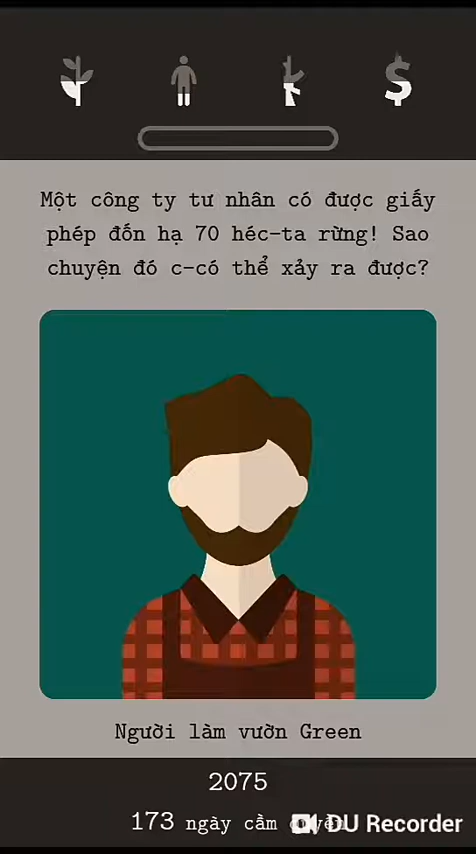 $
Một công ty tư nhân có được giấy
phép đốn hạ 70 héc-ta rừng! Sao
chuyện đó c-có thể xảy ra được?
Người làm vườn Green
2075
173 ngày cầm
DU Recorder